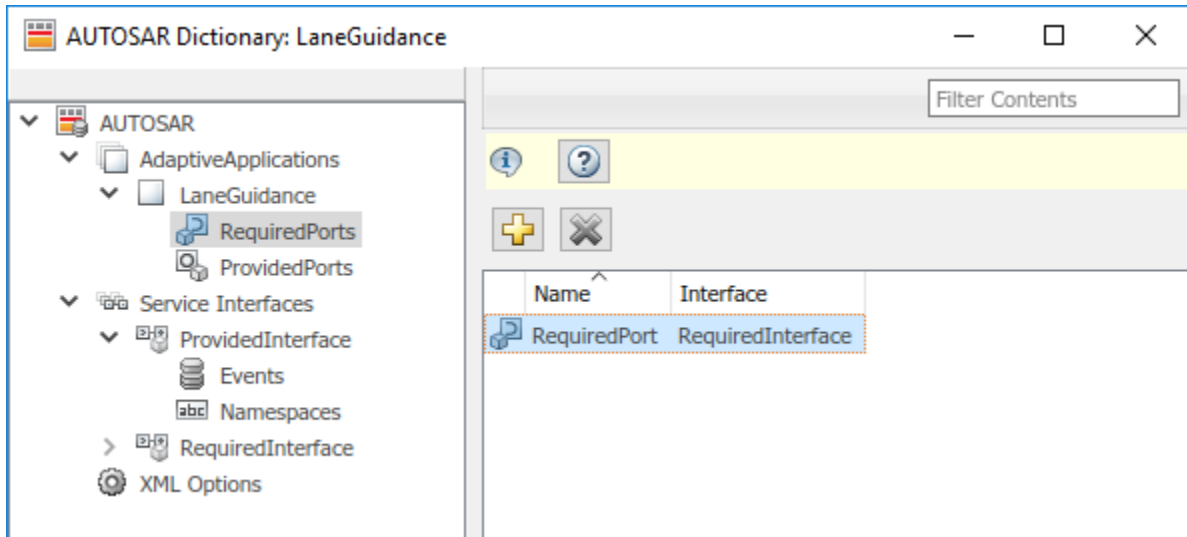 AUTOSAR Dictionary: LaneGuidance
Filter Contents
AUTOSAR
AdaptiveApplications
LaneGuidance
RequiredPorts
ProvidedPorts
Service Interfaces
ProvidedInterface
Events
abc Namespaces
RequiredInterface
XML Options
Name Interface
RequiredPort RequiredInterface